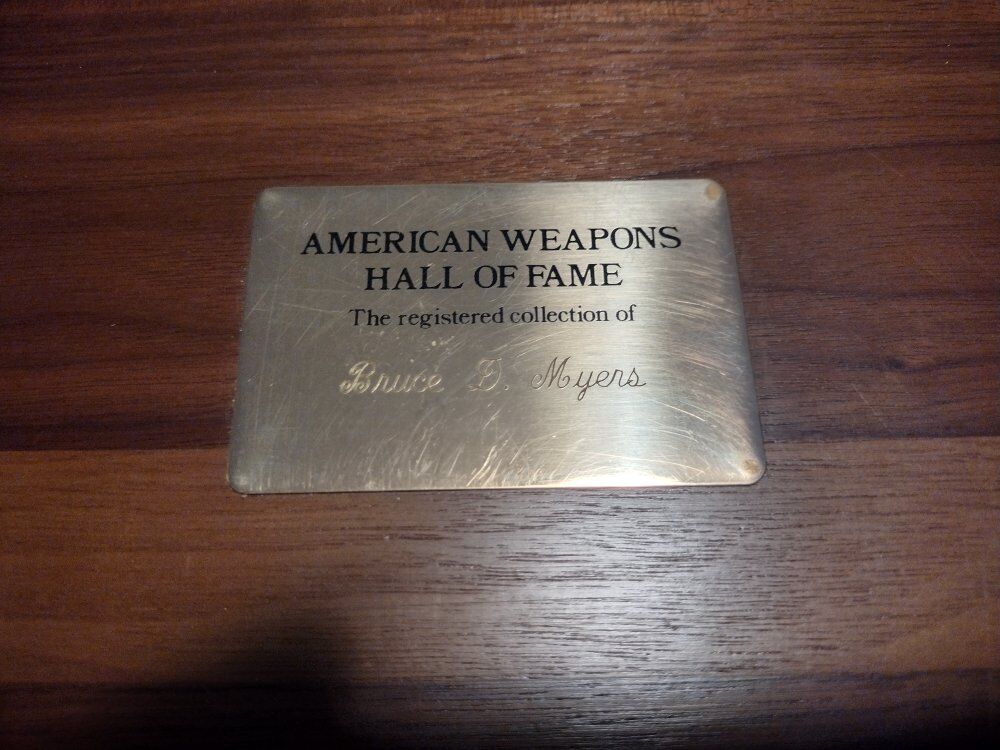 AMERICAN WEAPONS
HALL OF FAME
The registered collection of
Bruce D. Myers